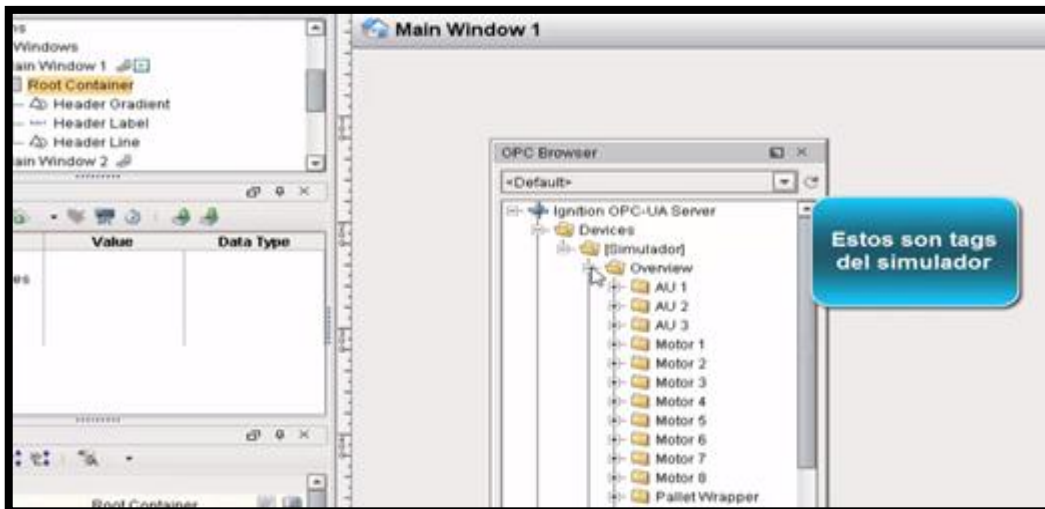 Windows
ain Window 1
Root Container
Header Gradient
Header Label
Header Line
ain Window 2
Value
Data Type
Root Container
Main Window 1
OPC Browser
<Default>
Ignition OPC-UA Server
Devices
[Simulador]
Overview
AU 1
AU 2
AU 3
Motor 1
Motor 2
Motor 3
Motor 4
Motor 5
Motor 6
Motor 7
Motor 8
Pallet Wrapper
Estos son tags
del simulador